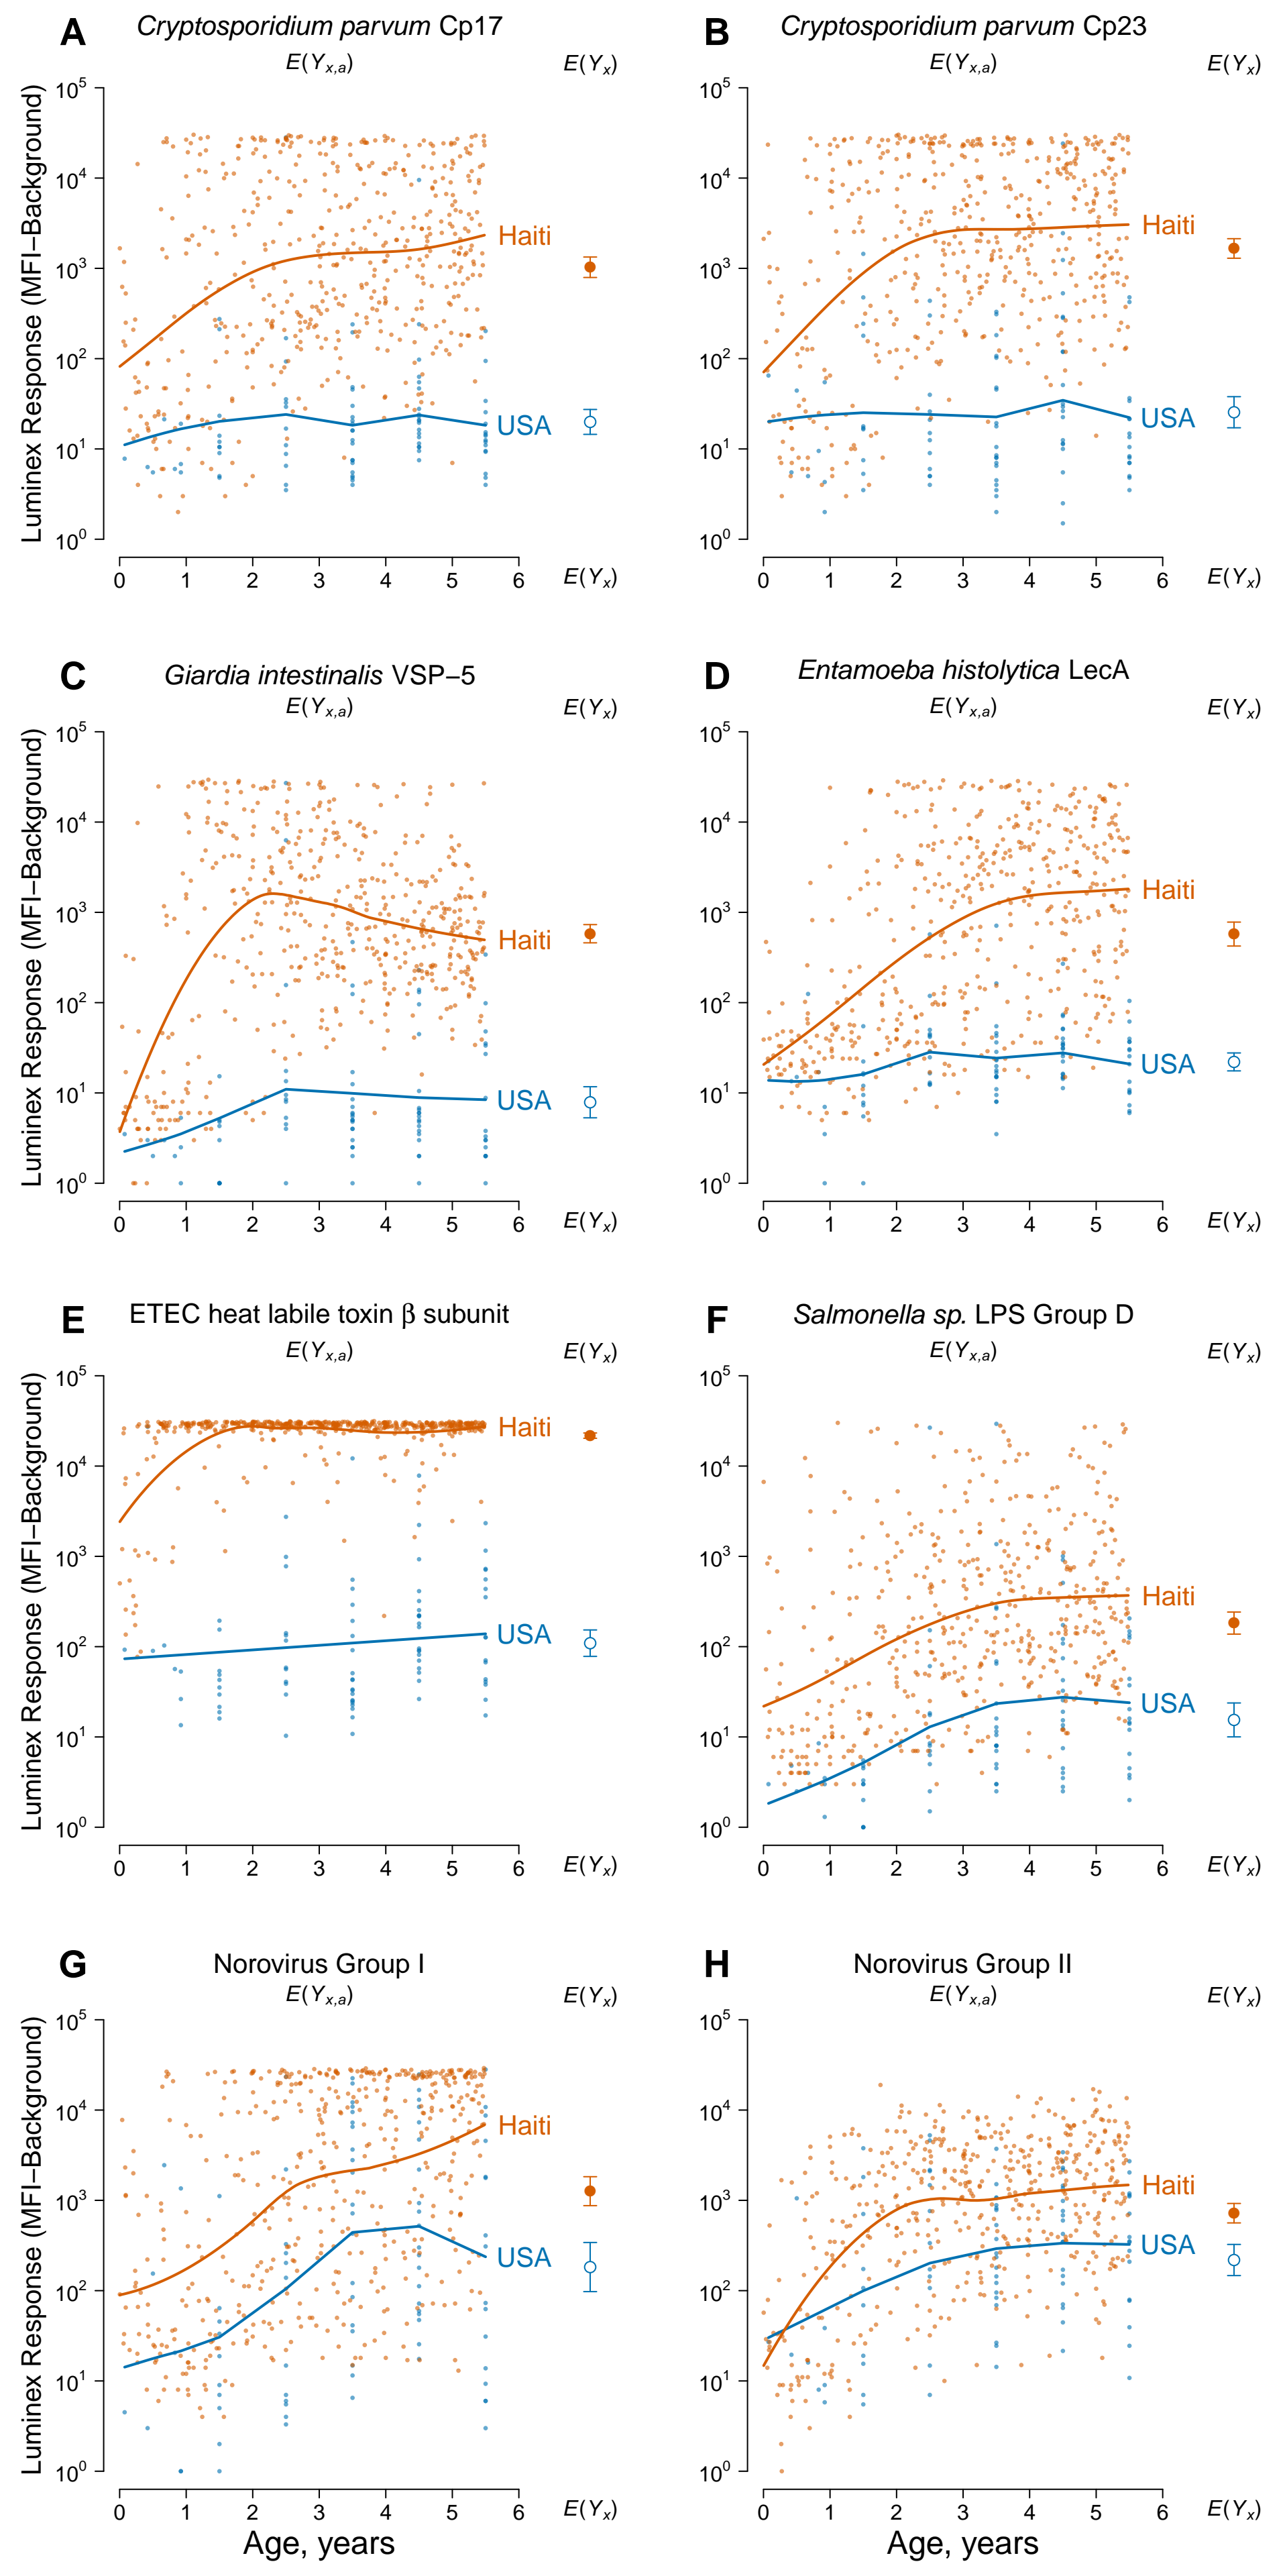 A Cryptosporidium parvum Cp17
E(Yx,a) E(Yx)
Luminex Response (MFI−Background)
10^5
10^4
10^3
10^2
10^1
10^0
Haiti
USA
0 1 2 3 4 5 6 E(Yx)
B Cryptosporidium parvum Cp23
E(Yx,a) E(Yx)
10^5
10^4
10^3
10^2
10^1
10^0
Haiti
USA
0 1 2 3 4 5 6 E(Yx)
C Giardia intestinalis VSP−5
E(Yx,a) E(Yx)
Luminex Response (MFI−Background)
10^5
10^4
10^3
10^2
10^1
10^0
Haiti
USA
0 1 2 3 4 5 6 E(Yx)
D Entamoeba histolytica LecA
E(Yx,a) E(Yx)
10^5
10^4
10^3
10^2
10^1
10^0
Haiti
USA
0 1 2 3 4 5 6 E(Yx)
E ETEC heat labile toxin β subunit
E(Yx,a) E(Yx)
Luminex Response (MFI−Background)
10^5
10^4
10^3
10^2
10^1
10^0
Haiti
USA
0 1 2 3 4 5 6 E(Yx)
F Salmonella sp. LPS Group D
E(Yx,a) E(Yx)
10^5
10^4
10^3
10^2
10^1
10^0
Haiti
USA
0 1 2 3 4 5 6 E(Yx)
G Norovirus Group I
E(Yx,a) E(Yx)
Luminex Response (MFI−Background)
10^5
10^4
10^3
10^2
10^1
10^0
Haiti
USA
0 1 2 3 4 5 6 E(Yx)
Age, years
H Norovirus Group II
E(Yx,a) E(Yx)
10^5
10^4
10^3
10^2
10^1
10^0
Haiti
USA
0 1 2 3 4 5 6 E(Yx)
Age, years